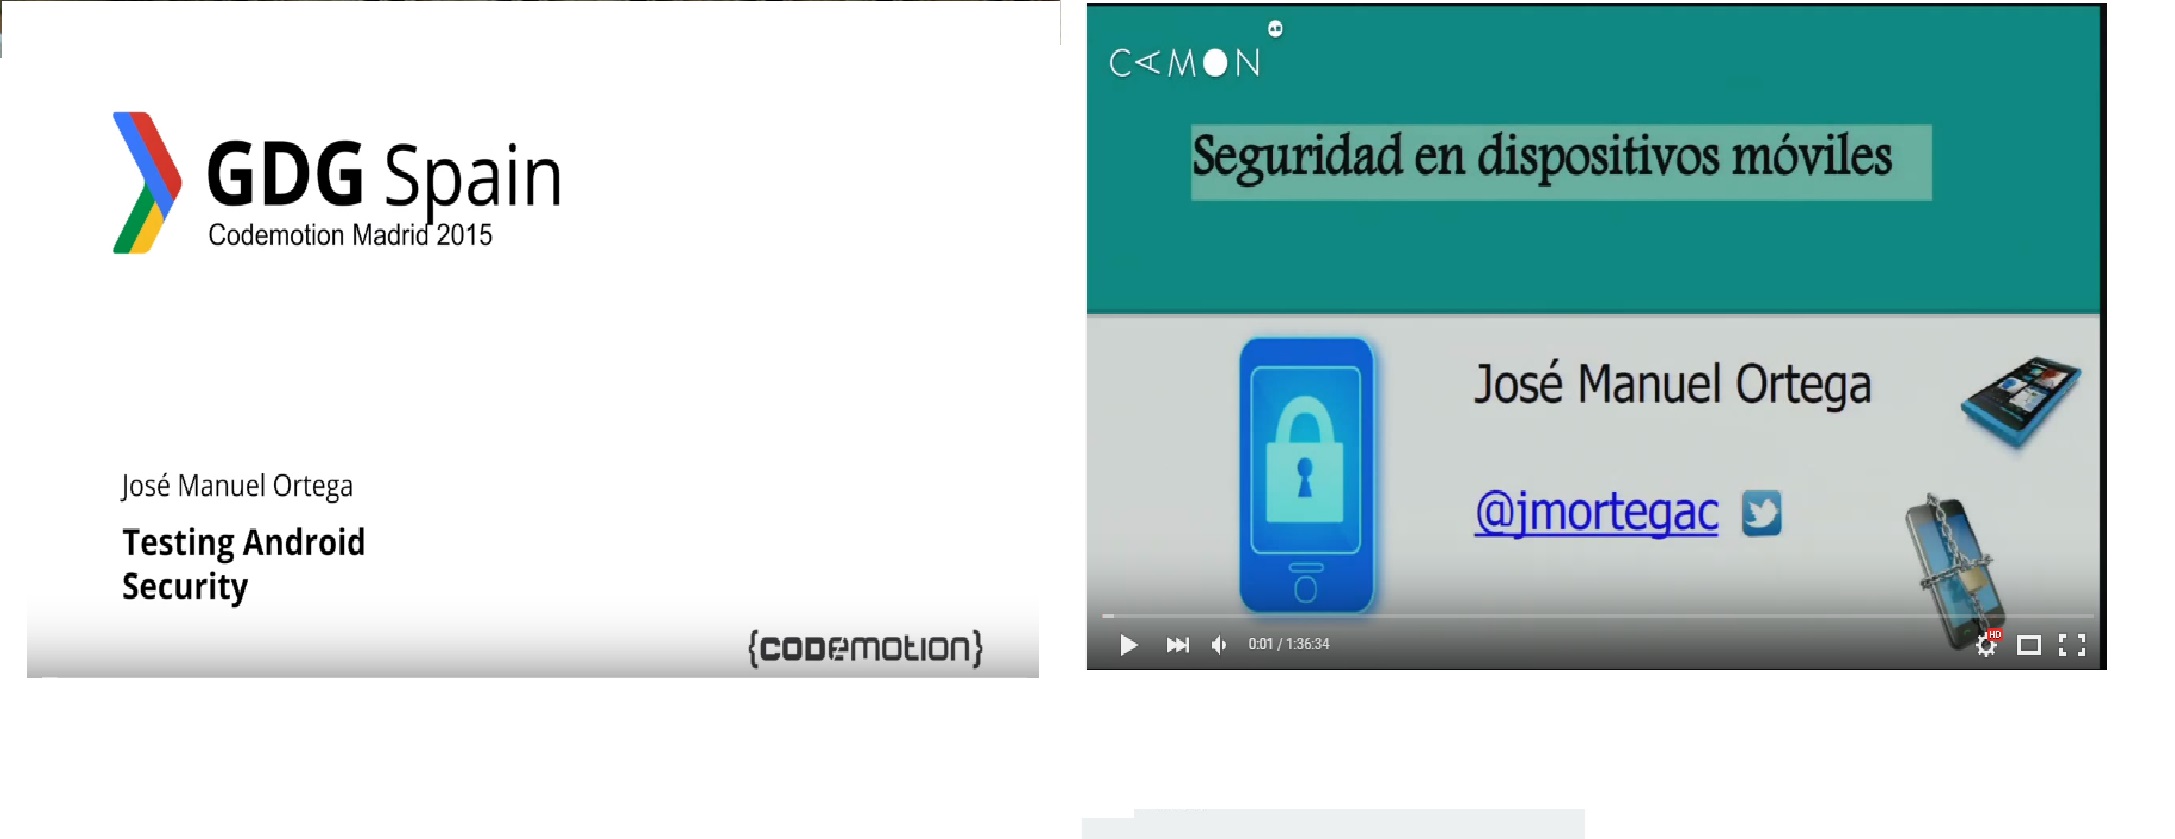 GDG Spain
Codemotion Madrid 2015
José Manuel Ortega
Testing Android
Security
{codemotion}
CAMON
Seguridad en dispositivos móviles
José Manuel Ortega
@jmortegac
0:01 / 1:36:34
HD